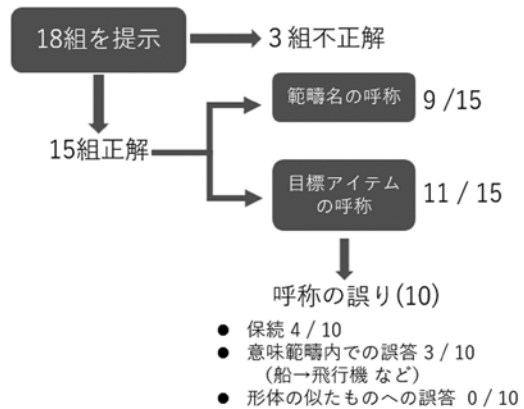 18組を提示
3組不正解
15組正解
範疇名の呼称
9 /15
目標アイテム
の呼称
11 / 15
呼称の誤り(10)
● 保続 4 / 10
● 意味範疇内での誤答 3 / 10
（船→飛行機 など）
● 形体の似たものへの誤答 0 / 10